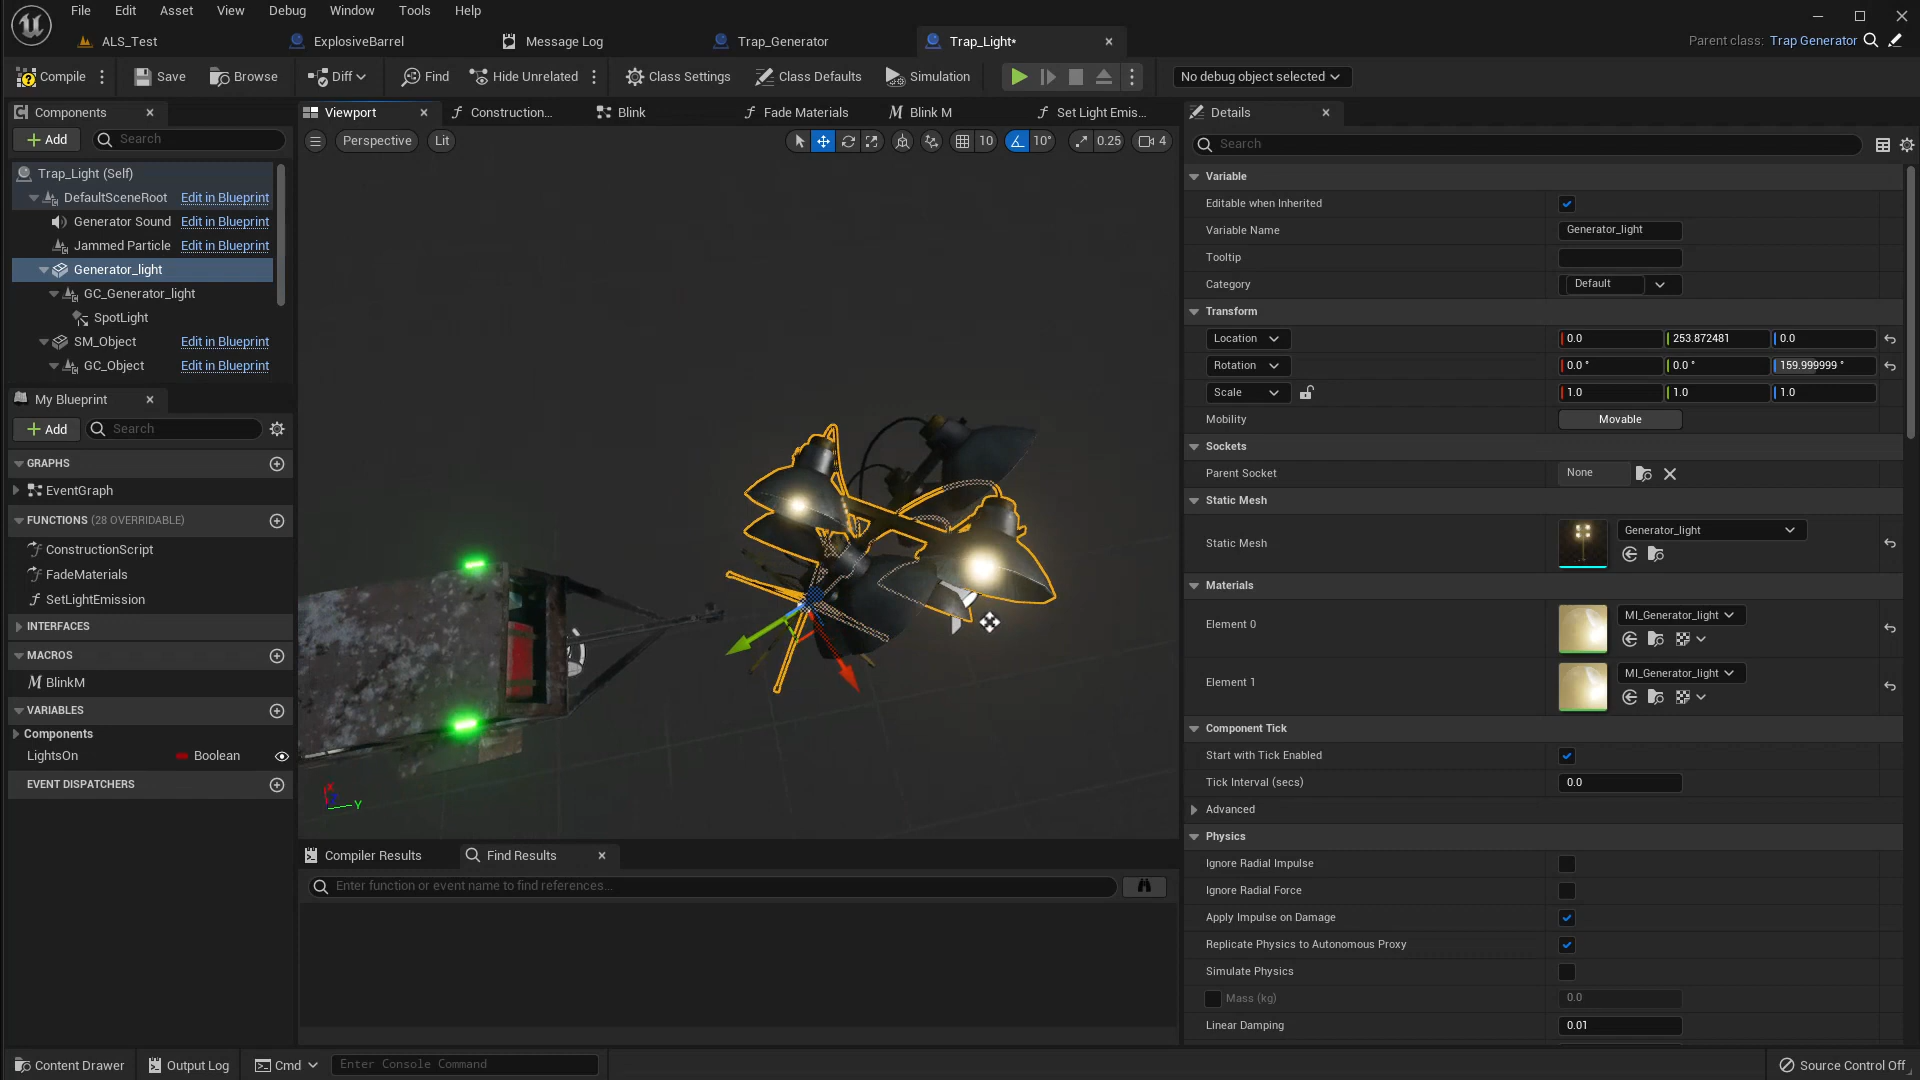 File Edit Asset View Debug Window Tools Help
ALS_Test ExplosiveBarrel Message Log Trap_Generator Trap_Light* Parent class: Trap Generator
Compile Save Browse Diff Find Hide Unrelated Class Settings Class Defaults Simulation No debug object selected
Components
Add Search
Trap_Light (Self)
DefaultSceneRoot Edit in Blueprint
Generator Sound Edit in Blueprint
Jammed Particle Edit in Blueprint
Generator_light
GC_Generator_light
SpotLight
SM_Object Edit in Blueprint
GC_Object Edit in Blueprint
My Blueprint
Add Search
GRAPHS
EventGraph
FUNCTIONS (28 OVERRIDABLE)
ConstructionScript
FadeMaterials
SetLightEmission
INTERFACES
MACROS
BlinkM
VARIABLES
Components
LightsOn Boolean
EVENT DISPATCHERS
Viewport Construction... Blink Fade Materials Blink M Set Light Emis...
Perspective Lit 10 10° 0.25 4
X
Y
Compiler Results Find Results
Enter function or event name to find references...
Details
Search
Variable
Editable when Inherited
Variable Name Generator_light
Tooltip
Category Default
Transform
Location 0.0 253.872481 0.0
Rotation 0.0 ° 0.0 ° 159.999999 °
Scale 1.0 1.0 1.0
Mobility Movable
Sockets
Parent Socket None
Static Mesh
Static Mesh Generator_light
Materials
Element 0 MI_Generator_light
Element 1 MI_Generator_light
Component Tick
Start with Tick Enabled
Tick Interval (secs) 0.0
Advanced
Physics
Ignore Radial Impulse
Ignore Radial Force
Apply Impulse on Damage
Replicate Physics to Autonomous Proxy
Simulate Physics
Mass (kg) 0.0
Linear Damping 0.01
Content Drawer Output Log Cmd Enter Console Command Source Control Off